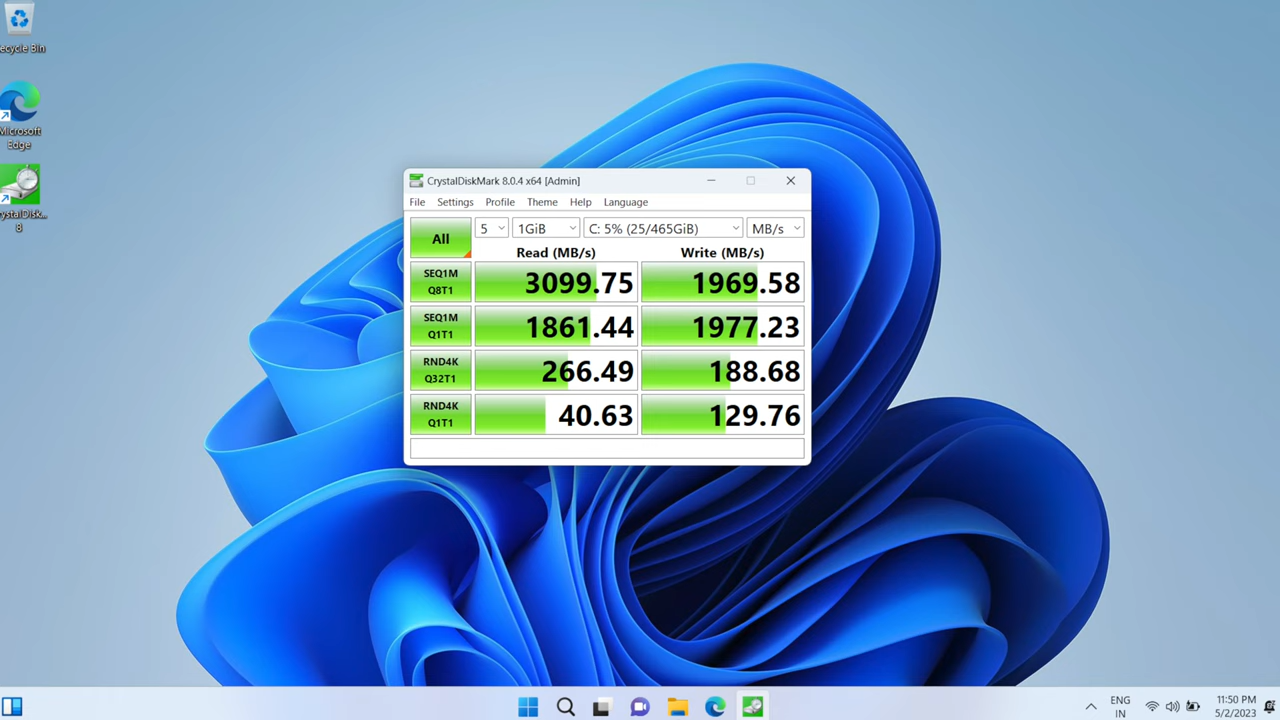 ecycle Bin
Microsoft
Edge
rystalDisk...
8
CrystalDiskMark 8.0.4 x64 [Admin]
File Settings Profile Theme Help Language
All
5 1GiB C: 5% (25/465GiB) MB/s
Read (MB/s) Write (MB/s)
SEQ1M
Q8T1
3099.75 1969.58
SEQ1M
Q1T1
1861.44 1977.23
RND4K
Q32T1
266.49 188.68
RND4K
Q1T1
40.63 129.76
ENG
IN
11:50 PM
5/2/2023